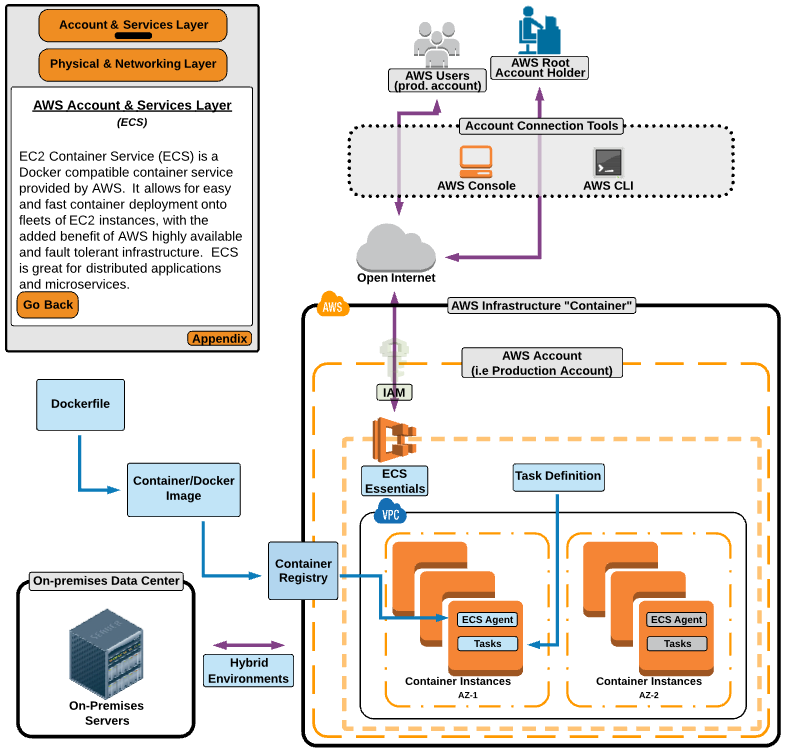 Account & Services Layer
Physical & Networking Layer
AWS Account & Services Layer
(ECS)
EC2 Container Service (ECS) is a
Docker compatible container service
provided by AWS. It allows for easy
and fast container deployment onto
fleets of EC2 instances, with the
added benefit of AWS highly available
and fault tolerant infrastructure. ECS
is great for distributed applications
and microservices.
Go Back
Appendix
AWS Users
(prod. account)
AWS Root
Account Holder
Account Connection Tools
AWS Console
AWS CLI
Open Internet
AWS
AWS Infrastructure "Container"
AWS Account
(i.e Production Account)
IAM
ECS
Essentials
Task Definition
VPC
Dockerfile
Container/Docker
Image
Container
Registry
ECS Agent
Tasks
Container Instances
AZ-1
ECS Agent
Tasks
Container Instances
AZ-2
On-premises Data Center
On-Premises
Servers
Hybrid
Environments